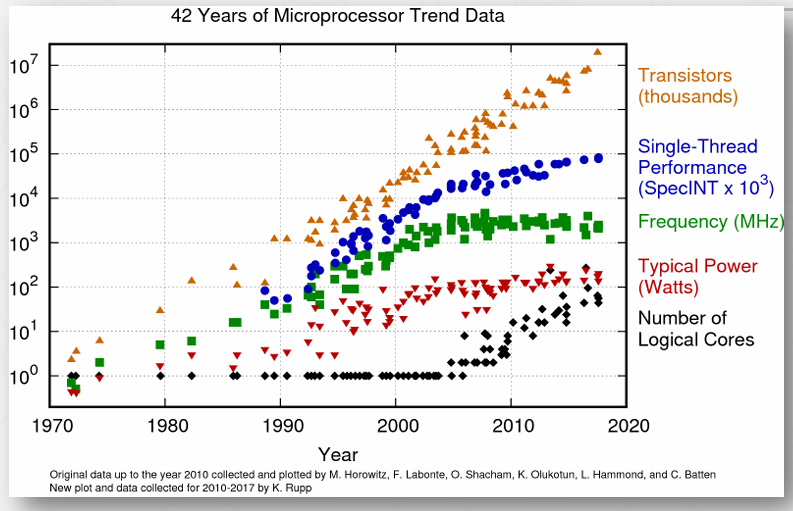 42 Years of Microprocessor Trend Data
10^7
10^6
10^5
10^4
10^3
10^2
10^1
10^0
Transistors
(thousands)
Single-Thread
Performance
(SpecINT x 10^3)
Frequency (MHz)
Typical Power
(Watts)
Number of
Logical Cores
1970 1980 1990 2000 2010 2020
Year
Original data up to the year 2010 collected and plotted by M. Horowitz, F. Labonte, O. Shacham, K. Olukotun, L. Hammond, and C. Batten
New plot and data collected for 2010-2017 by K. Rupp